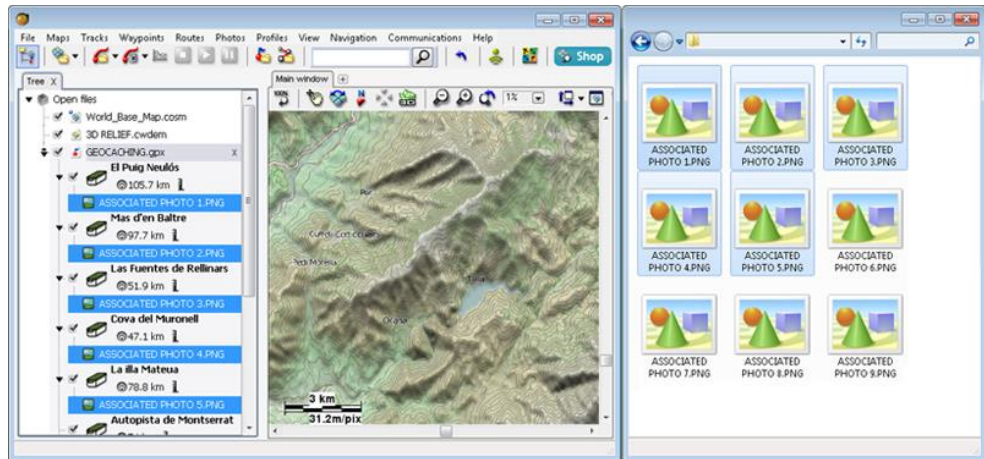 File Maps Tracks Waypoints Routes Photos Profiles View Navigation Communications Help
Shop
Tree X
Main window
100%
1%
Open files
World_Base_Map.cosm
3D RELIEF.cwdem
GEOCACHING.gpx x
El Puig Neulós
105.7 km
ASSOCIATED PHOTO 1.PNG
Mas d'en Baltre
97.7 km
ASSOCIATED PHOTO 2.PNG
Las Fuentes de Rellinars
51.9 km
ASSOCIATED PHOTO 3.PNG
Cova del Muronell
47.1 km
ASSOCIATED PHOTO 4.PNG
La illa Mateua
78.8 km
ASSOCIATED PHOTO 5.PNG
Autopista de Montserrat
3 km
31.2m/pix
ASSOCIATED PHOTO 1.PNG
ASSOCIATED PHOTO 2.PNG
ASSOCIATED PHOTO 3.PNG
ASSOCIATED PHOTO 4.PNG
ASSOCIATED PHOTO 5.PNG
ASSOCIATED PHOTO 6.PNG
ASSOCIATED PHOTO 7.PNG
ASSOCIATED PHOTO 8.PNG
ASSOCIATED PHOTO 9.PNG